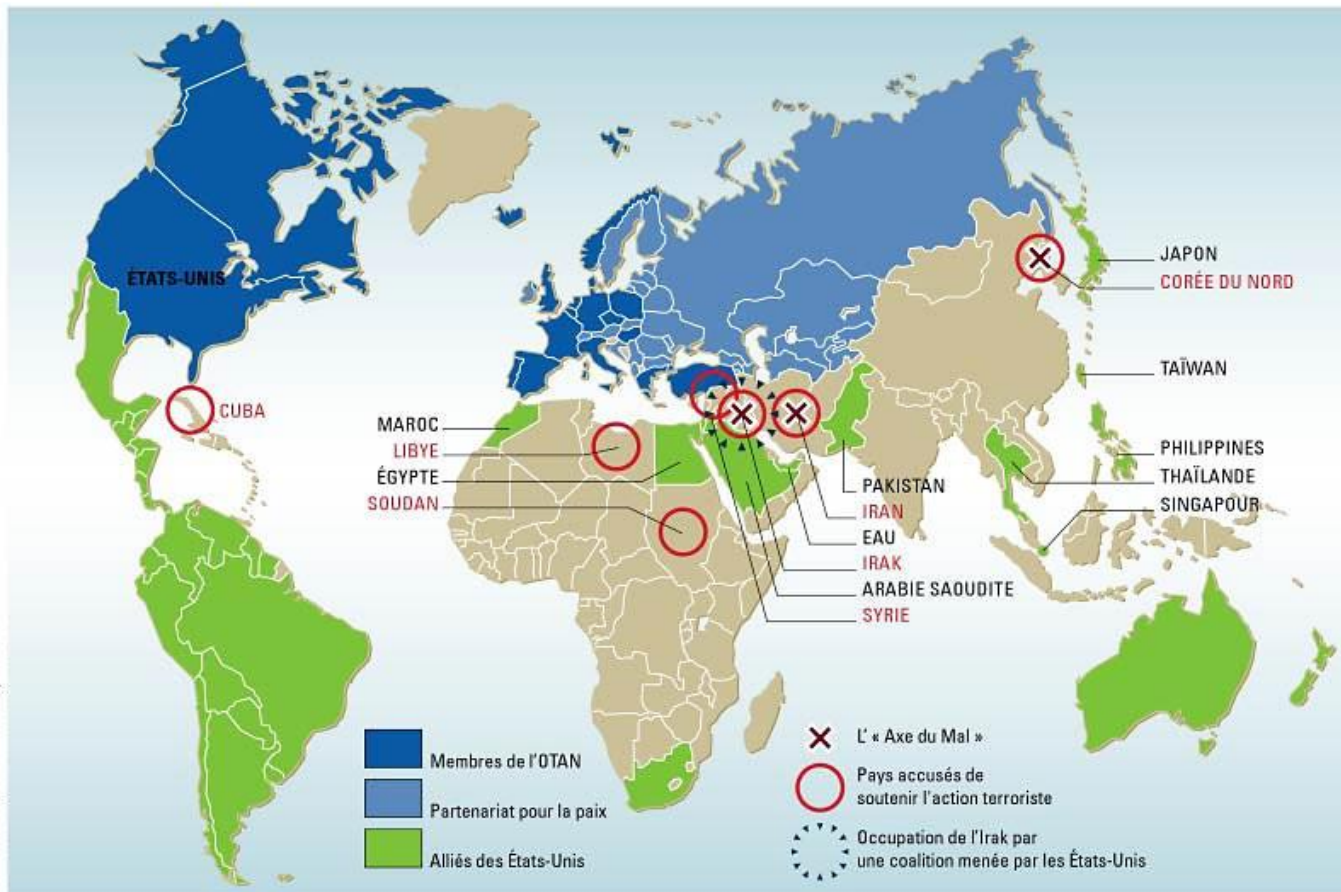 ÉTATS-UNIS
CUBA
MAROC
LIBYE
ÉGYPTE
SOUDAN
JAPON
CORÉE DU NORD
TAÏWAN
PHILIPPINES
THAÏLANDE
SINGAPOUR
PAKISTAN
IRAN
EAU
IRAK
ARABIE SAOUDITE
SYRIE
Membres de l'OTAN
Partenariat pour la paix
Alliés des États-Unis
L' « Axe du Mal »
Pays accusés de
soutenir l'action terroriste
Occupation de l'Irak par
une coalition menée par les États-Unis